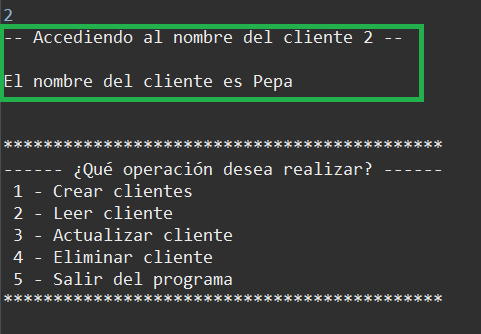 2
-- Accediendo al nombre del cliente 2 --
El nombre del cliente es Pepa
********************************************
------ ¿Qué operación desea realizar? ------
1 - Crear clientes
2 - Leer cliente
3 - Actualizar cliente
4 - Eliminar cliente
5 - Salir del programa
********************************************